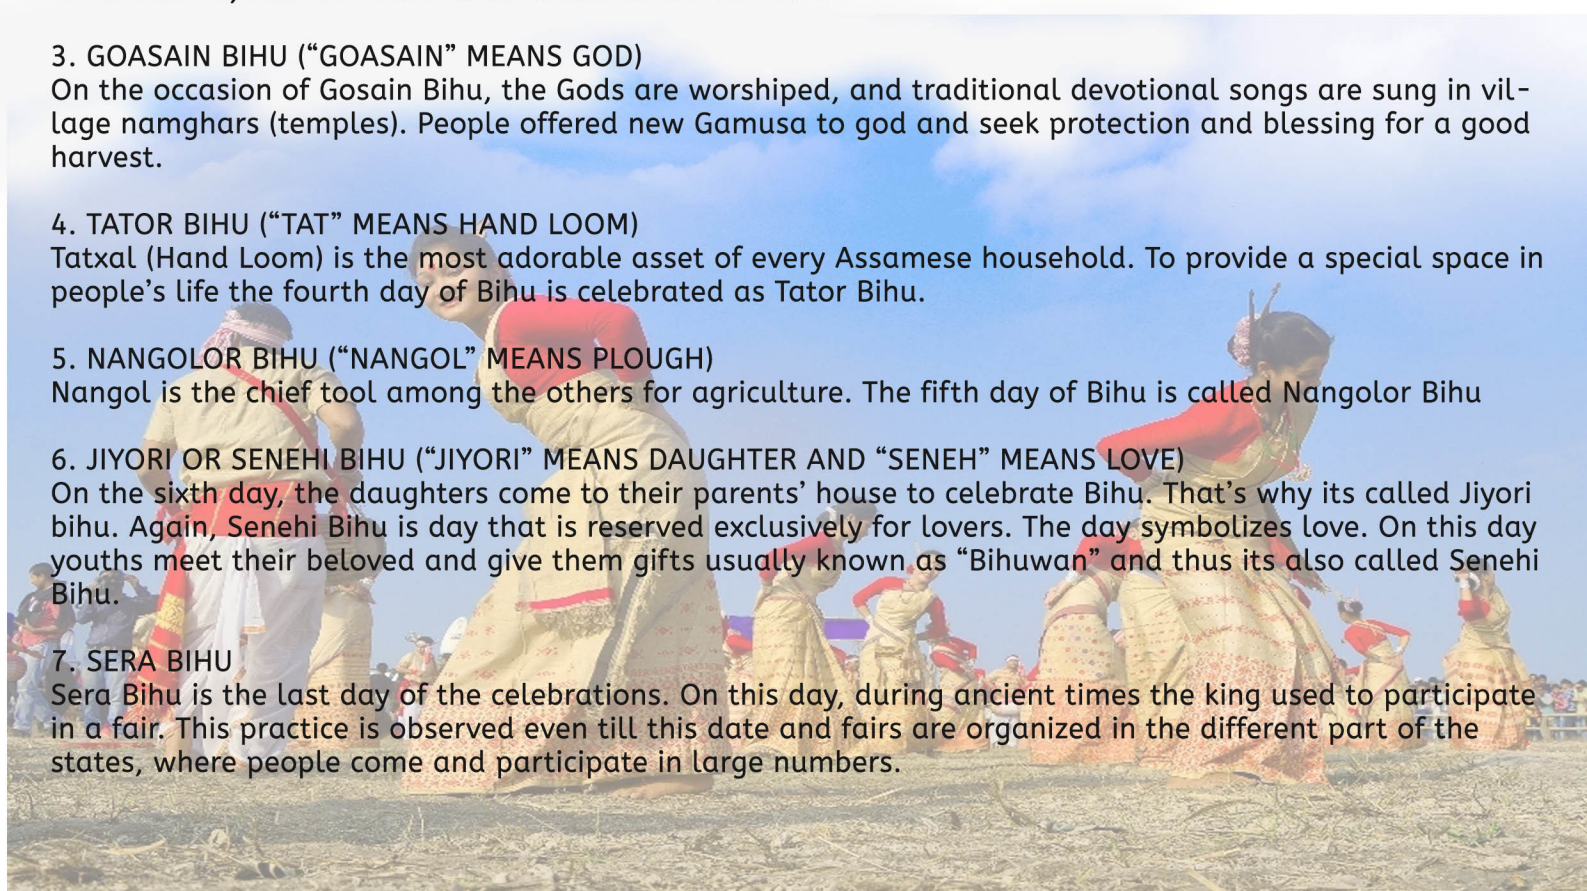 3. GOASAIN BIHU (“GOASAIN” MEANS GOD)
On the occasion of Gosain Bihu, the Gods are worshiped, and traditional devotional songs are sung in vil-
lage namghars (temples). People offered new Gamusa to god and seek protection and blessing for a good
harvest.
4. TATOR BIHU (“TAT” MEANS HAND LOOM)
Tatxal (Hand Loom) is the most adorable asset of every Assamese household. To provide a special space in
people’s life the fourth day of Bihu is celebrated as Tator Bihu.
5. NANGOLOR BIHU (“NANGOL” MEANS PLOUGH)
Nangol is the chief tool among the others for agriculture. The fifth day of Bihu is called Nangolor Bihu
6. JIYORI OR SENEHI BIHU (“JIYORI” MEANS DAUGHTER AND “SENEH” MEANS LOVE)
On the sixth day, the daughters come to their parents’ house to celebrate Bihu. That’s why its called Jiyori
bihu. Again, Senehi Bihu is day that is reserved exclusively for lovers. The day symbolizes love. On this day
youths meet their beloved and give them gifts usually known as “Bihuwan” and thus its also called Senehi
Bihu.
7. SERA BIHU
Sera Bihu is the last day of the celebrations. On this day, during ancient times the king used to participate
in a fair. This practice is observed even till this date and fairs are organized in the different part of the
states, where people come and participate in large numbers.